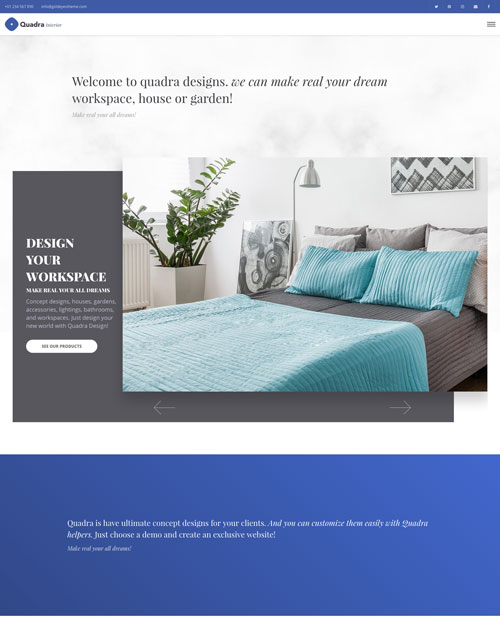 +01 234 567 890 info@goldeyestheme.com
Quadra Interior
Welcome to quadra designs. we can make real your dream
workspace, house or garden!
Make real your all dreams!
DESIGN
YOUR
WORKSPACE
MAKE REAL YOUR ALL DREAMS
Concept designs, houses, gardens,
accessories, lightings, bathrooms,
and workspaces. Just design your
new world with Quadra Design!
SEE OUR PRODUCTS
Quadra is have ultimate concept designs for your clients. And you can customize them easily with Quadra
helpers. Just choose a demo and create an exclusive website!
Make real your all dreams!